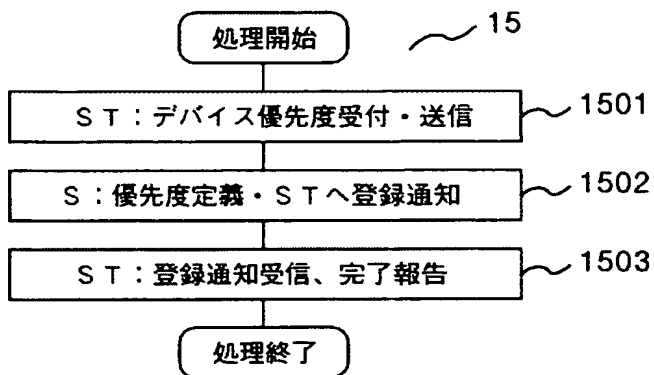 処理開始
15
ST:デバイス優先度受付・送信
1501
S:優先度定義・STへ登録通知
1502
ST:登録通知受信、完了報告
1503
処理終了